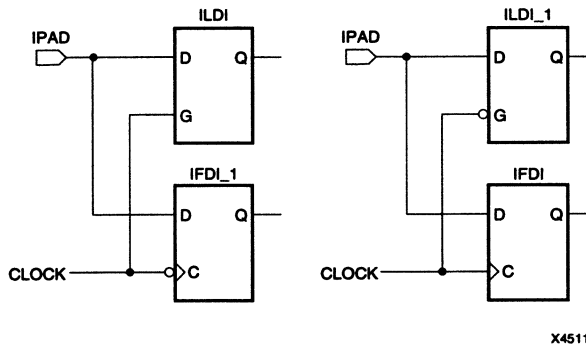 ILDI
IPAD
D Q
G
IFDI_1
D Q
CLOCK
C
ILDI_1
IPAD
D Q
G
IFDI
D Q
CLOCK
C
X4511